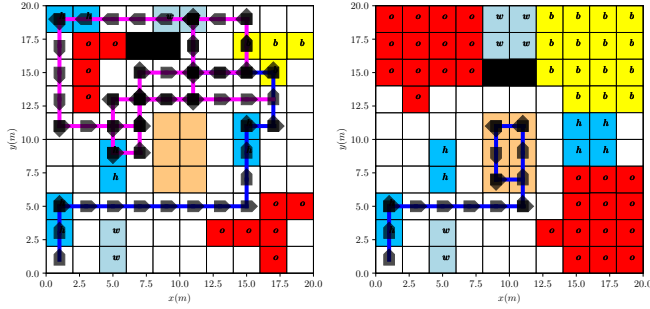 20.0 h w
17.5 o o b b
15.0 o
12.5 o
10.0
7.5 h
5.0 o o
h w o o o
2.5
w o
0.0
0.0 2.5 5.0 7.5 10.0 12.5 15.0 17.5 20.0
x(m)
y(m)
20.0 o o o o w w b b b b
17.5 o o o o w w b b b b
15.0 o o o o b b b b
12.5 o b b b
10.0 h h
h h h
7.5 h o o o
5.0 o o o
h w o o o o
2.5
w o o o
0.0
0.0 2.5 5.0 7.5 10.0 12.5 15.0 17.5 20.0
x(m)
y(m)